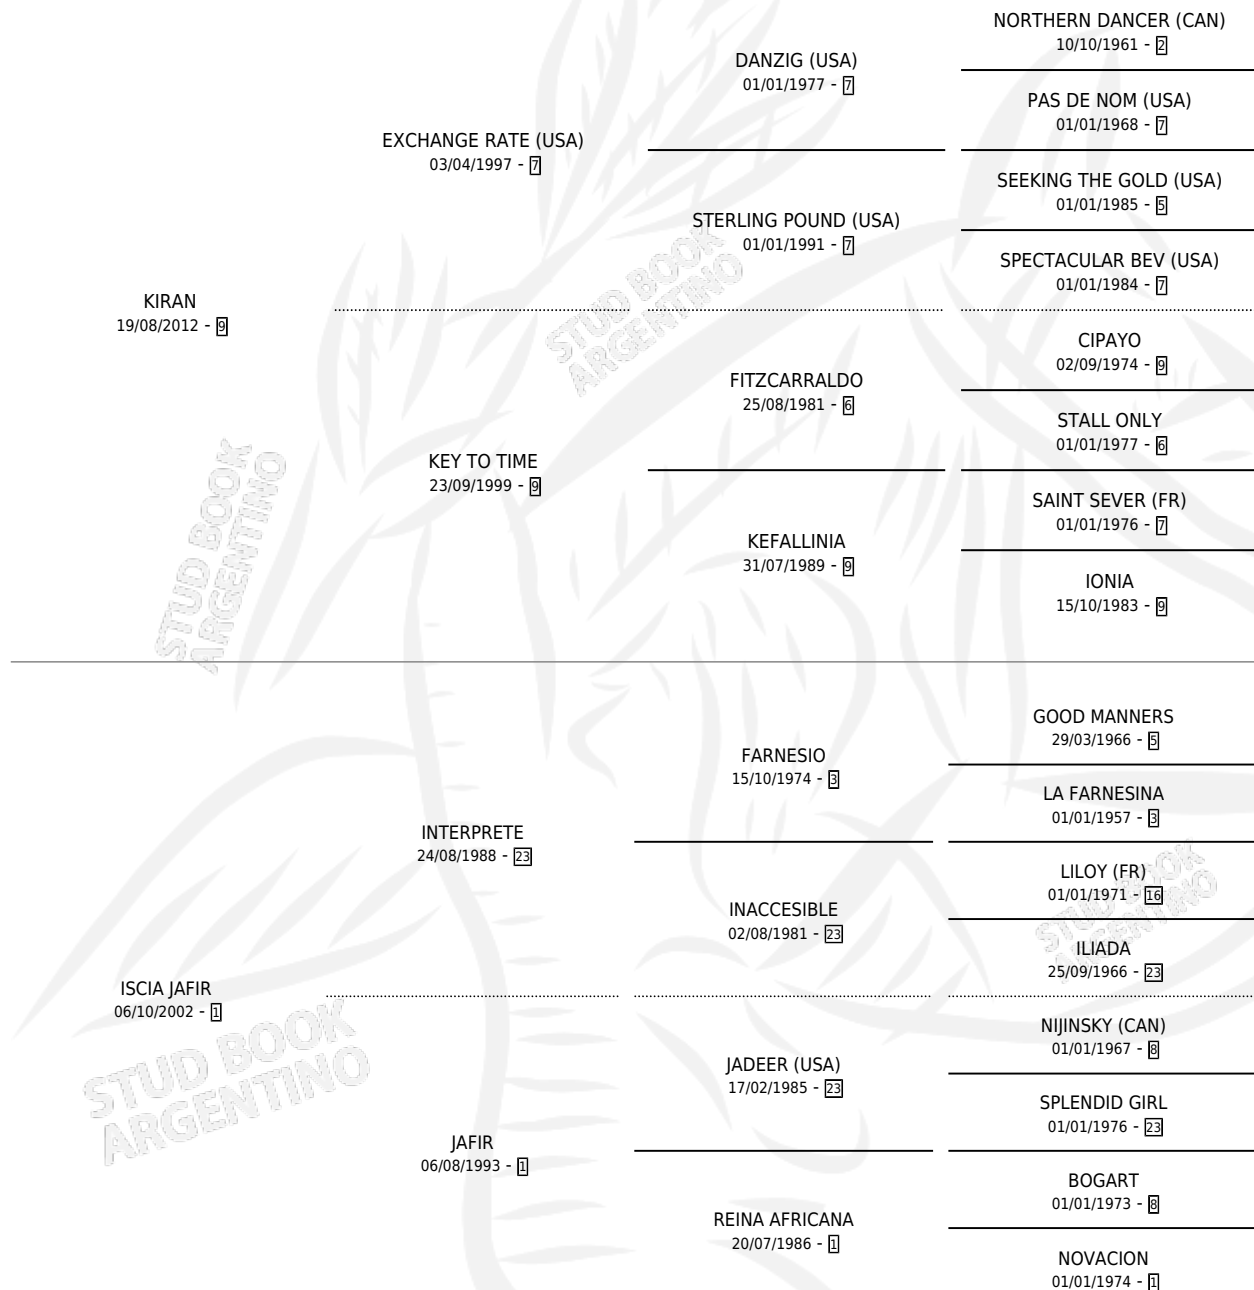 NORTHERN DANCER (CAN)
10/10/1961 - 2
DANZIG (USA)
01/01/1977 - 7
PAS DE NOM (USA)
01/01/1968 - 7
EXCHANGE RATE (USA)
03/04/1997 - 7
SEEKING THE GOLD (USA)
01/01/1985 - 5
STERLING POUND (USA)
01/01/1991 - 7
SPECTACULAR BEV (USA)
01/01/1984 - 7
KIRAN
19/08/2012 - 9
STUD BOOK
ARGENTINO
CIPAYO
02/09/1974 - 9
FITZCARRALDO
25/08/1981 - 6
STALL ONLY
01/01/1977 - 6
KEY TO TIME
23/09/1999 - 9
SAINT SEVER (FR)
01/01/1976 - 7
KEFALLINIA
31/07/1989 - 9
IONIA
15/10/1983 - 9
STUD BOOK
ARGENTINO
GOOD MANNERS
29/03/1966 - 5
FARNESIO
15/10/1974 - 3
LA FARNESINA
01/01/1957 - 3
INTERPRETE
24/08/1988 - 23
LILOY (FR)
01/01/1971 - 16
INACCESIBLE
02/08/1981 - 23
ILIADA
25/09/1966 - 23
STUD BOOK
ARGENTINO
ISCIA JAFIR
06/10/2002 - 1
NIJINSKY (CAN)
01/01/1967 - 8
JADEER (USA)
17/02/1985 - 23
SPLENDID GIRL
01/01/1976 - 23
STUD BOOK
ARGENTINO
JAFIR
06/08/1993 - 1
BOGART
01/01/1973 - 8
REINA AFRICANA
20/07/1986 - 1
NOVACION
01/01/1974 - 1